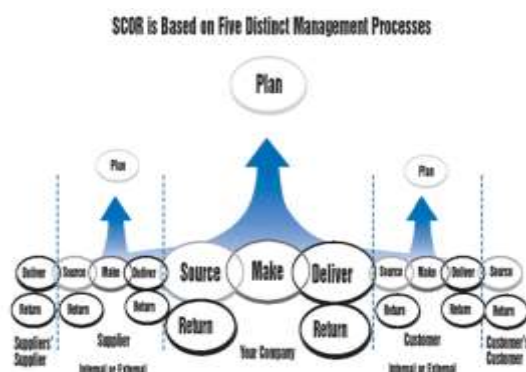 SCOR is Based on Five Distinct Management Processes
Plan
Plan
Plan
Deliver Source Make Deliver Source Make Deliver Source Make Deliver Source
Return Return Return Return Return Return Return Return
Suppliers' Supplier Customer Customer's
Supplier Your Company Customer
Internal or External Internal or External